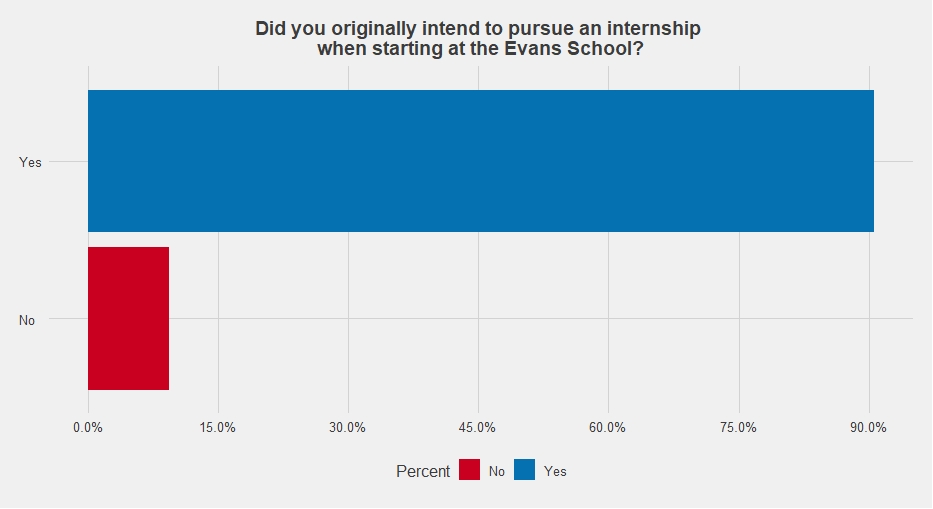 Did you originally intend to pursue an internship
when starting at the Evans School?
Yes
No
0.0% 15.0% 30.0% 45.0% 60.0% 75.0% 90.0%
Percent No Yes